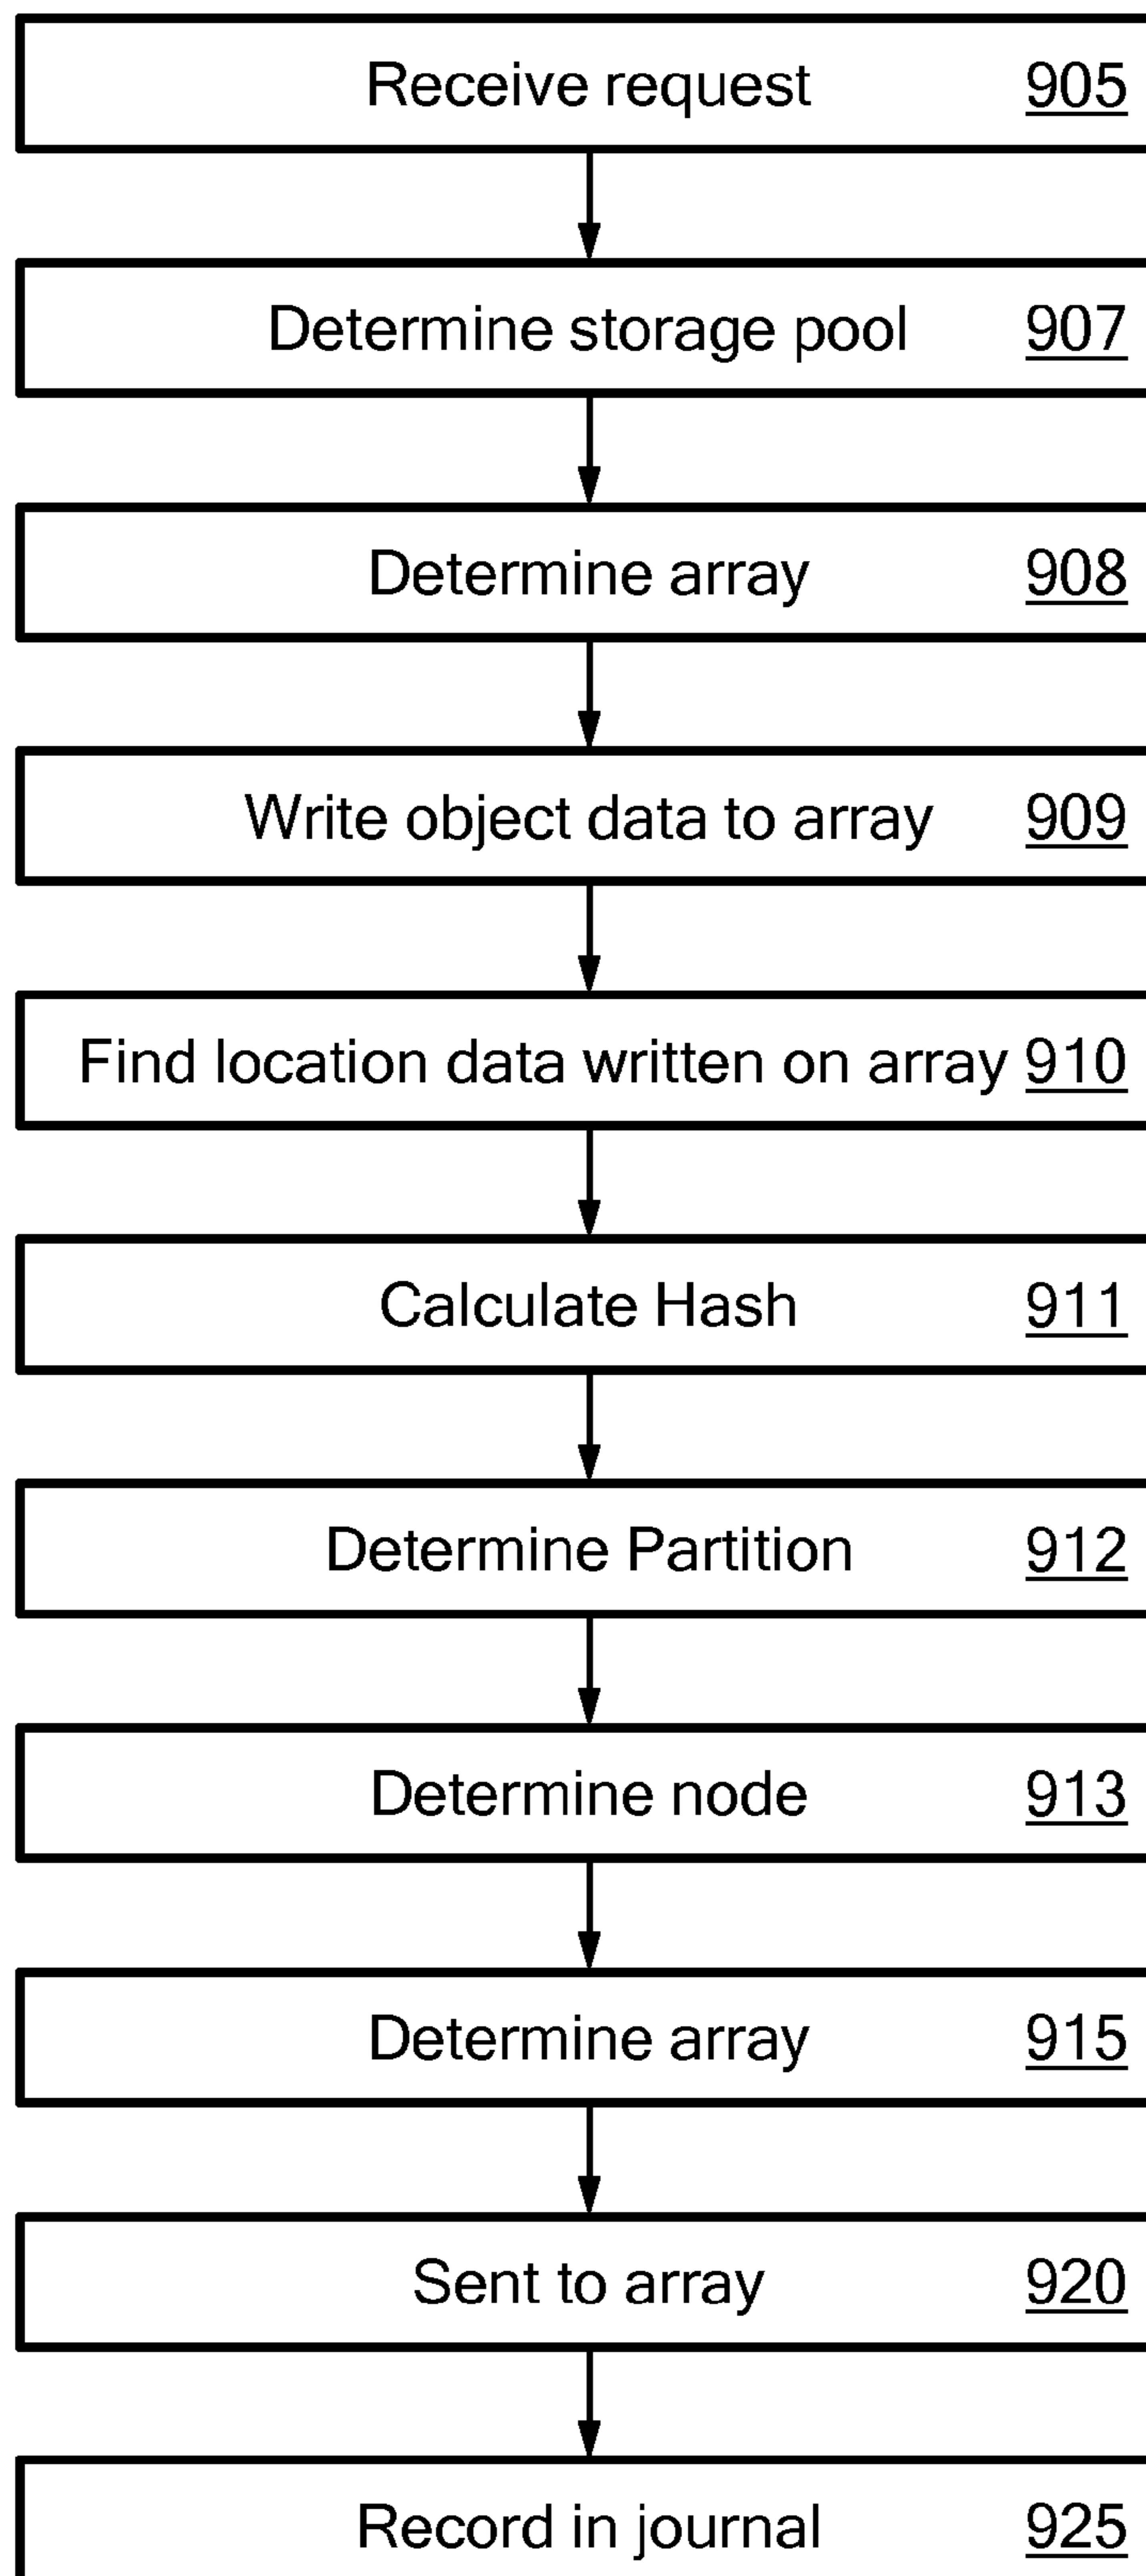 Receive request 905
Determine storage pool 907
Determine array 908
Write object data to array 909
Find location data written on array 910
Calculate Hash 911
Determine Partition 912
Determine node 913
Determine array 915
Sent to array 920
Record in journal 925